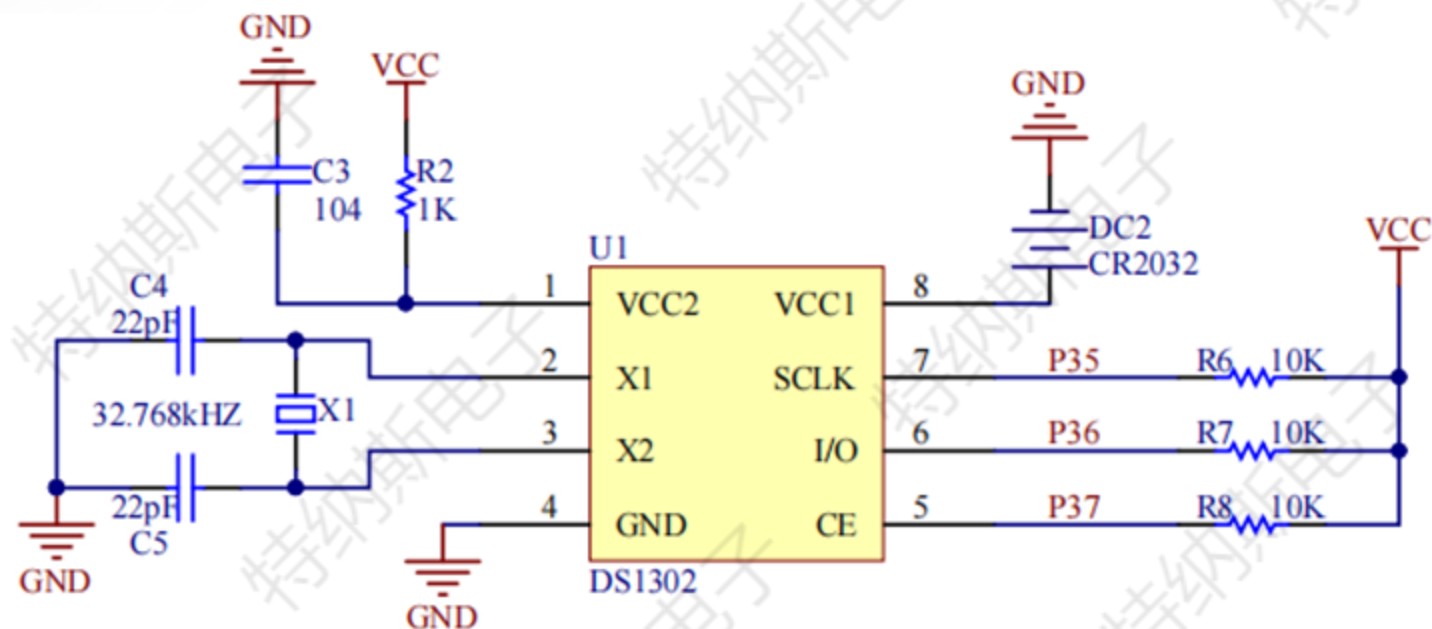 GND
VCC
GND
C3
104
R2
1K
DC2
CR2032
VCC
U1
C4
22pF
1
VCC2
VCC1
8
2
X1
SCLK
7
P35
R6
10K
32.768kHZ
X1
3
X2
I/O
6
P36
R7
10K
22pF
C5
4
GND
CE
5
P37
R8
10K
GND
GND
DS1302
特纳斯电子
特纳斯电
特
特纳斯电子
特纳斯电子
电子
特纳斯电子